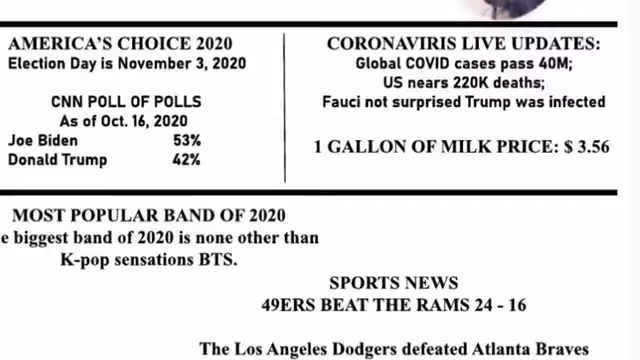 AMERICA'S CHOICE 2020
Election Day is November 3, 2020
CNN POLL OF POLLS
As of Oct. 16, 2020
Joe Biden 53%
Donald Trump 42%
CORONAVIRIS LIVE UPDATES:
Global COVID cases pass 40M;
US nears 220K deaths;
Fauci not surprised Trump was infected
1 GALLON OF MILK PRICE: $ 3.56
MOST POPULAR BAND OF 2020
e biggest band of 2020 is none other than
K-pop sensations BTS.
SPORTS NEWS
49ERS BEAT THE RAMS 24 - 16
The Los Angeles Dodgers defeated Atlanta Braves